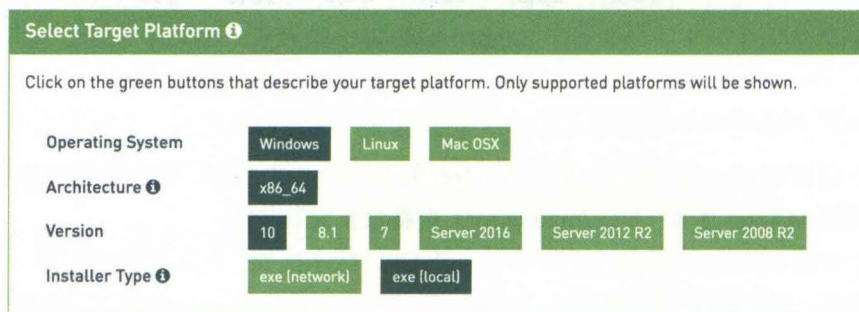 Select Target Platform
Click on the green buttons that describe your target platform. Only supported platforms will be shown.
Operating System Windows Linux Mac OSX
Architecture x86_64
Version 10 8.1 7 Server 2016 Server 2012 R2 Server 2008 R2
Installer Type exe (network) exe (local)